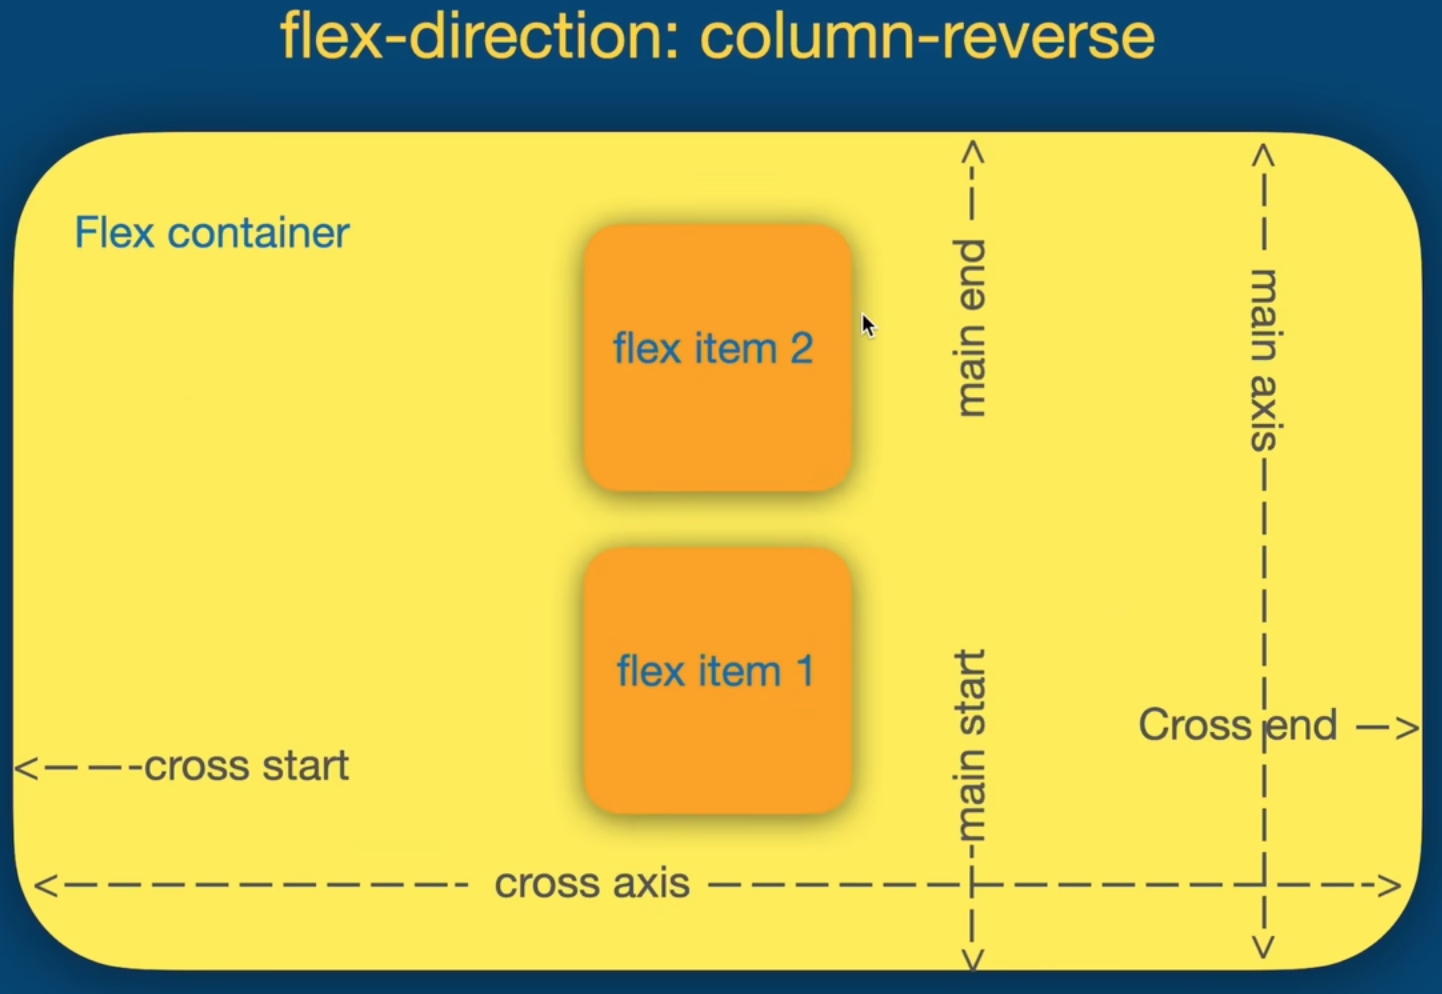 flex-direction: column-reverse
Flex container
flex item 2
main end
main axis
flex item 1
main start
Cross end
cross start
cross axis